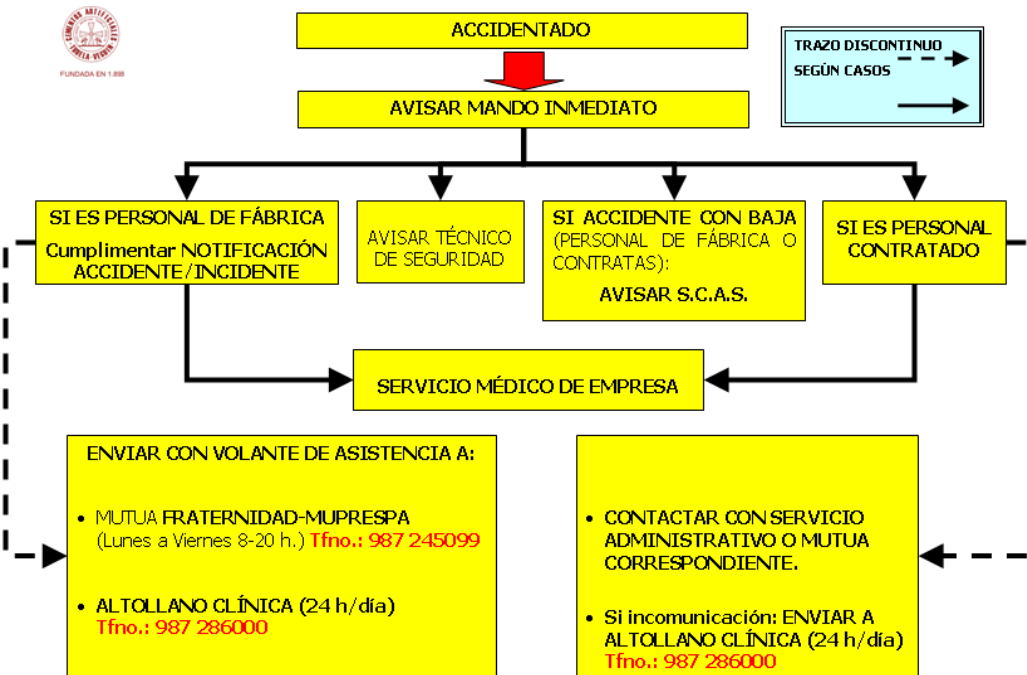 CEMENTOS ARTIFICIALES
TUDELA-VEGUIN
FUNDADA EN 1.898
ACCIDENTADO
TRAZO DISCONTINUO
SEGÚN CASOS
AVISAR MANDO INMEDIATO
SI ES PERSONAL DE FÁBRICA
Cumplimentar NOTIFICACIÓN
ACCIDENTE/INCIDENTE
AVISAR TÉCNICO
DE SEGURIDAD
SI ACCIDENTE CON BAJA
(PERSONAL DE FÁBRICA O
CONTRATAS):
AVISAR S.C.A.S.
SI ES PERSONAL
CONTRATADO
SERVICIO MÉDICO DE EMPRESA
ENVIAR CON VOLANTE DE ASISTENCIA A:
• MUTUA FRATERNIDAD-MUPRESPA
(Lunes a Viernes 8-20 h.) Tfno.: 987 245099
• ALTOLLANO CLÍNICA (24 h/día)
Tfno.: 987 286000
• CONTACTAR CON SERVICIO
ADMINISTRATIVO O MUTUA
CORRESPONDIENTE.
• Si incomunicación: ENVIAR A
ALTOLLANO CLÍNICA (24 h/día)
Tfno.: 987 286000